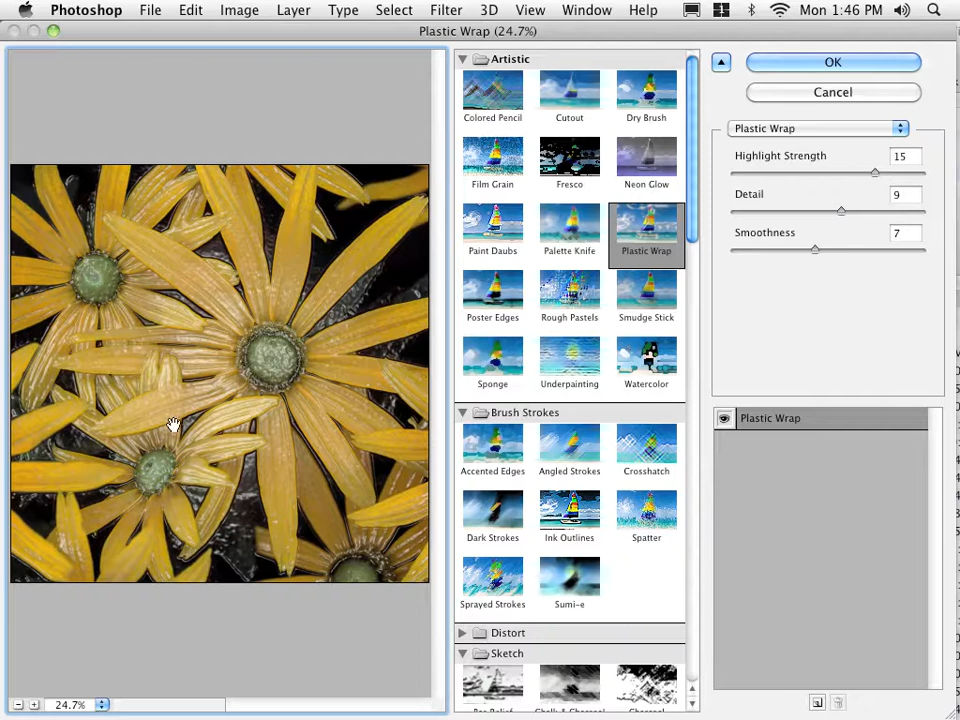 Photoshop File Edit Image Layer Type Select Filter 3D View Window Help 1 Mon 1:46 PM
Plastic Wrap (24.7%)
Artistic
Colored Pencil Cutout Dry Brush
Film Grain Fresco Neon Glow
Paint Daubs Palette Knife Plastic Wrap
Poster Edges Rough Pastels Smudge Stick
Sponge Underpainting Watercolor
Brush Strokes
Accented Edges Angled Strokes Crosshatch
Dark Strokes Ink Outlines Spatter
Sprayed Strokes Sumi-e
Distort
Sketch
OK
Cancel
Plastic Wrap
Highlight Strength 15
Detail 9
Smoothness 7
Plastic Wrap
24.7%